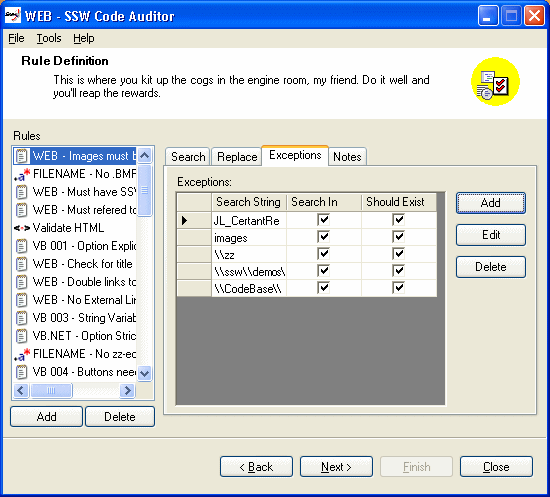 WEB - SSW Code Auditor
File Tools Help
Rule Definition
This is where you kit up the cogs in the engine room, my friend. Do it well and
you'll reap the rewards.
Rules
WEB - Images must b
FILENAME - No .BMP
WEB - Must have SSW
WEB - Must refered to
Validate HTML
VB 001 - Option Explic
WEB - Check for title
WEB - Double links to
WEB - No External Lin
VB 003 - String Variab
VB.NET - Option Stric
FILENAME - No zz-ed
VB 004 - Buttons need
Add Delete
Search Replace Exceptions Notes
Exceptions:
Search String Search In Should Exist
JL_CertantRe
images
\\zz
\\ssw\\demos\
\\CodeBase\\
Add
Edit
Delete
< Back Next > Finish Close